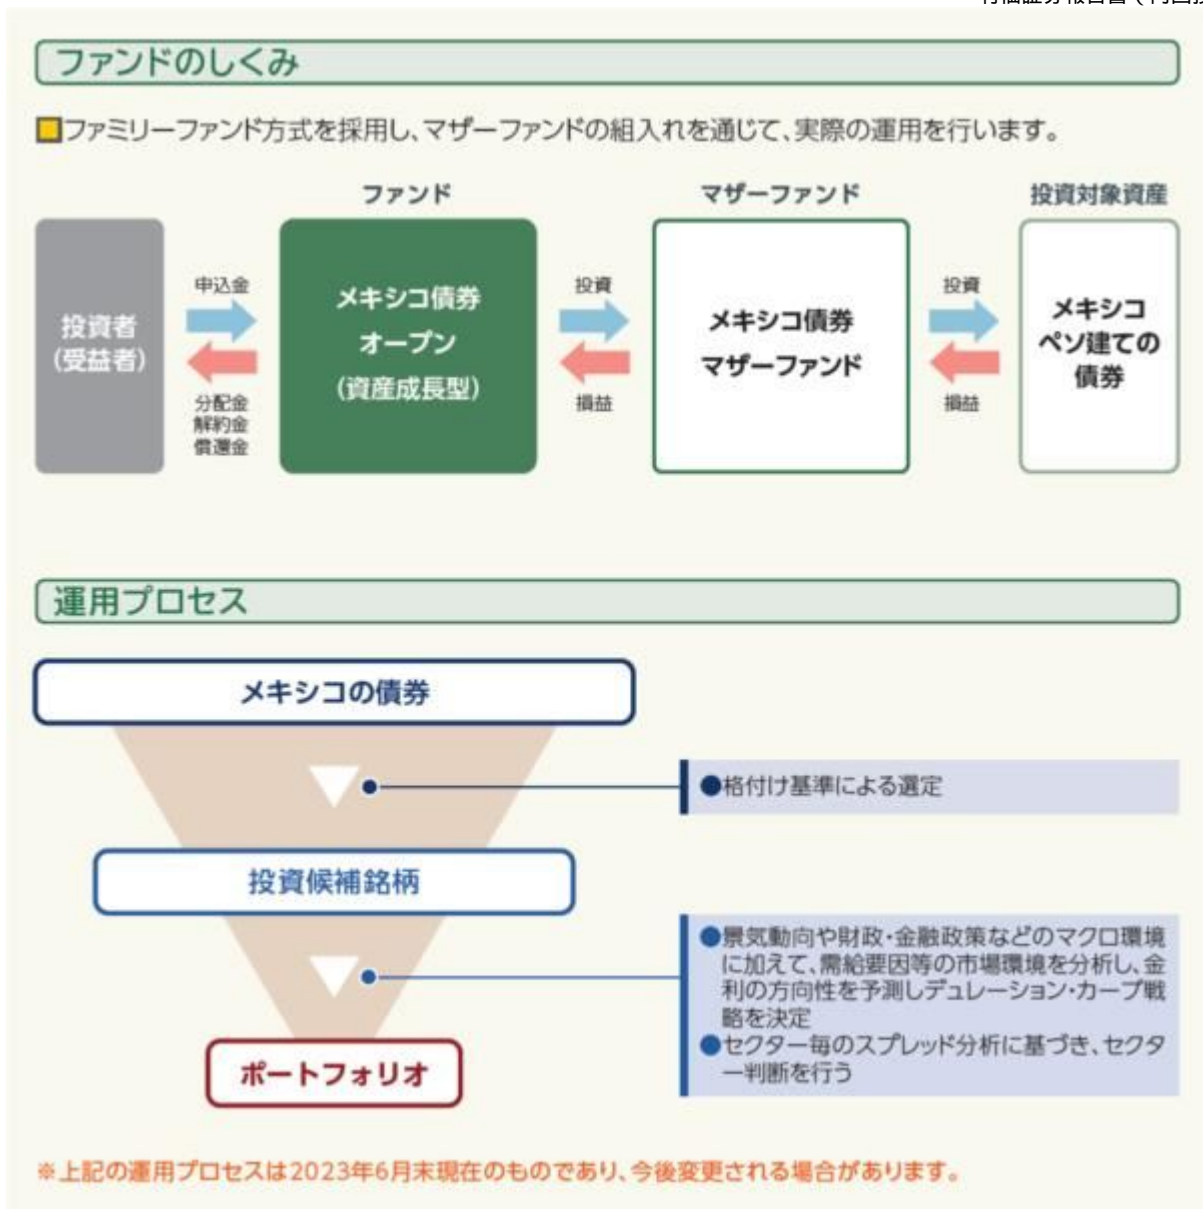 ファンドのしくみ
ファミリーファンド方式を採用し、マザーファンドの組入れを通じて、実際の運用を行います。
ファンド
マザーファンド
投資対象資産
投資者
(受益者)
申込金
分配金
解約金
償還金
メキシコ債券
オープン
(資産成長型)
投資
損益
メキシコ債券
マザーファンド
投資
損益
メキシコ
ペソ建ての
債券
運用プロセス
メキシコの債券
●格付け基準による選定
投資候補銘柄
●景気動向や財政・金融政策などのマクロ環境
に加えて、需給要因等の市場環境を分析し、金
利の方向性を予測しデュレーション・カーブ戦
略を決定
●セクター毎のスプレッド分析に基づき、セクタ
ー判断を行う
ポートフォリオ
※上記の運用プロセスは2023年6月末現在のものであり、今後変更される場合があります。